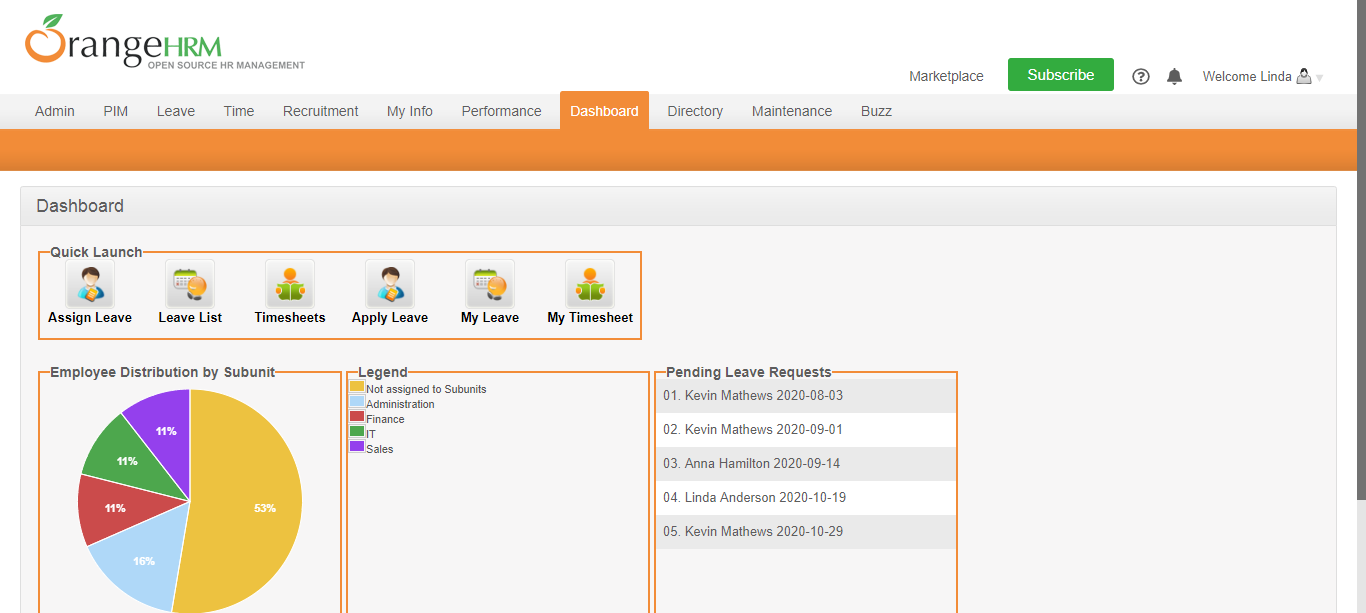 OrangeHRM
OPEN SOURCE HR MANAGEMENT
Marketplace Subscribe Welcome Linda
Admin PIM Leave Time Recruitment My Info Performance Dashboard Directory Maintenance Buzz
Dashboard
Quick Launch
Assign Leave Leave List Timesheets Apply Leave My Leave My Timesheet
Employee Distribution by Subunit
11%
11%
11%
53%
16%
Legend
Not assigned to Subunits
Administration
Finance
IT
Sales
Pending Leave Requests
01. Kevin Mathews 2020-08-03
02. Kevin Mathews 2020-09-01
03. Anna Hamilton 2020-09-14
04. Linda Anderson 2020-10-19
05. Kevin Mathews 2020-10-29